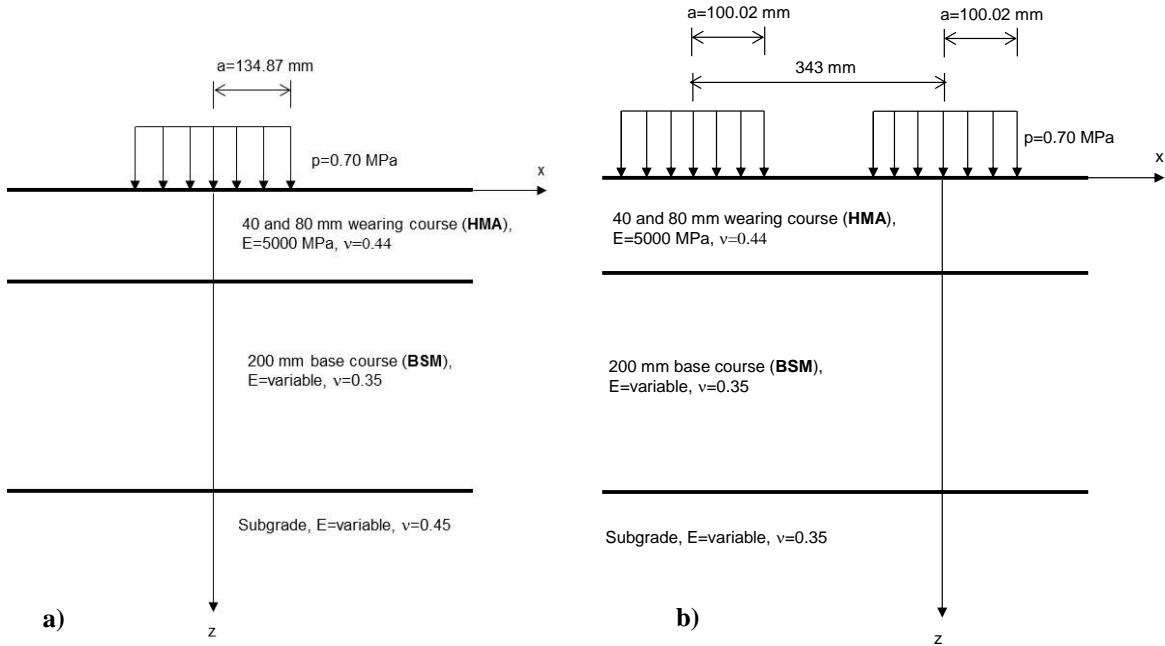 a=134.87 mm
p=0.70 MPa
x
40 and 80 mm wearing course (HMA),
E=5000 MPa, ν=0.44
200 mm base course (BSM),
E=variable, ν=0.35
Subgrade, E=variable, ν=0.45
a)
z
a=100.02 mm
a=100.02 mm
343 mm
p=0.70 MPa
x
40 and 80 mm wearing course (HMA),
E=5000 MPa, ν=0.44
200 mm base course (BSM),
E=variable, ν=0.35
Subgrade, E=variable, ν=0.35
b)
z